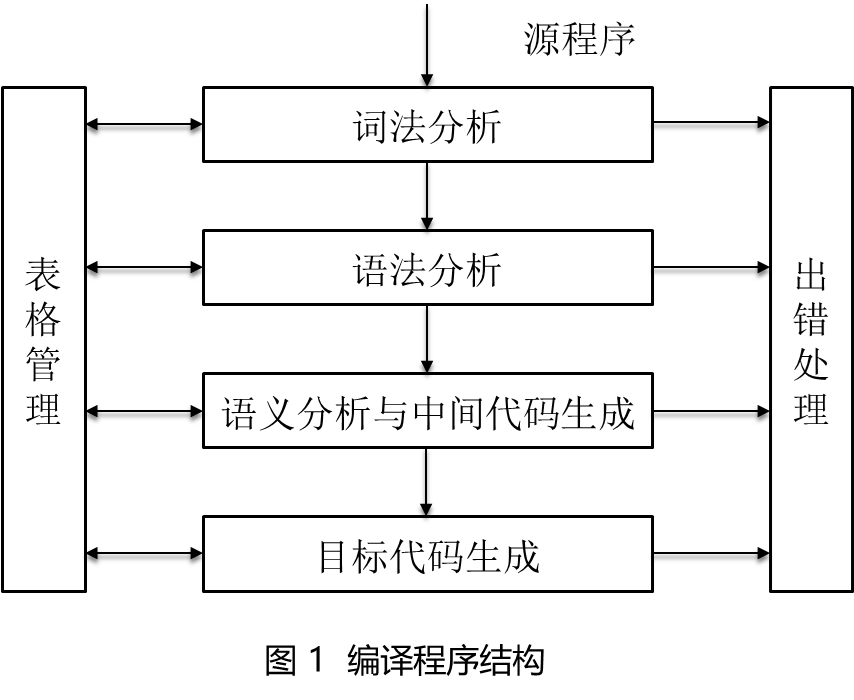 源程序
词法分析
语法分析
表格管理
出错处理
语义分析与中间代码生成
目标代码生成
图 1 编译程序结构